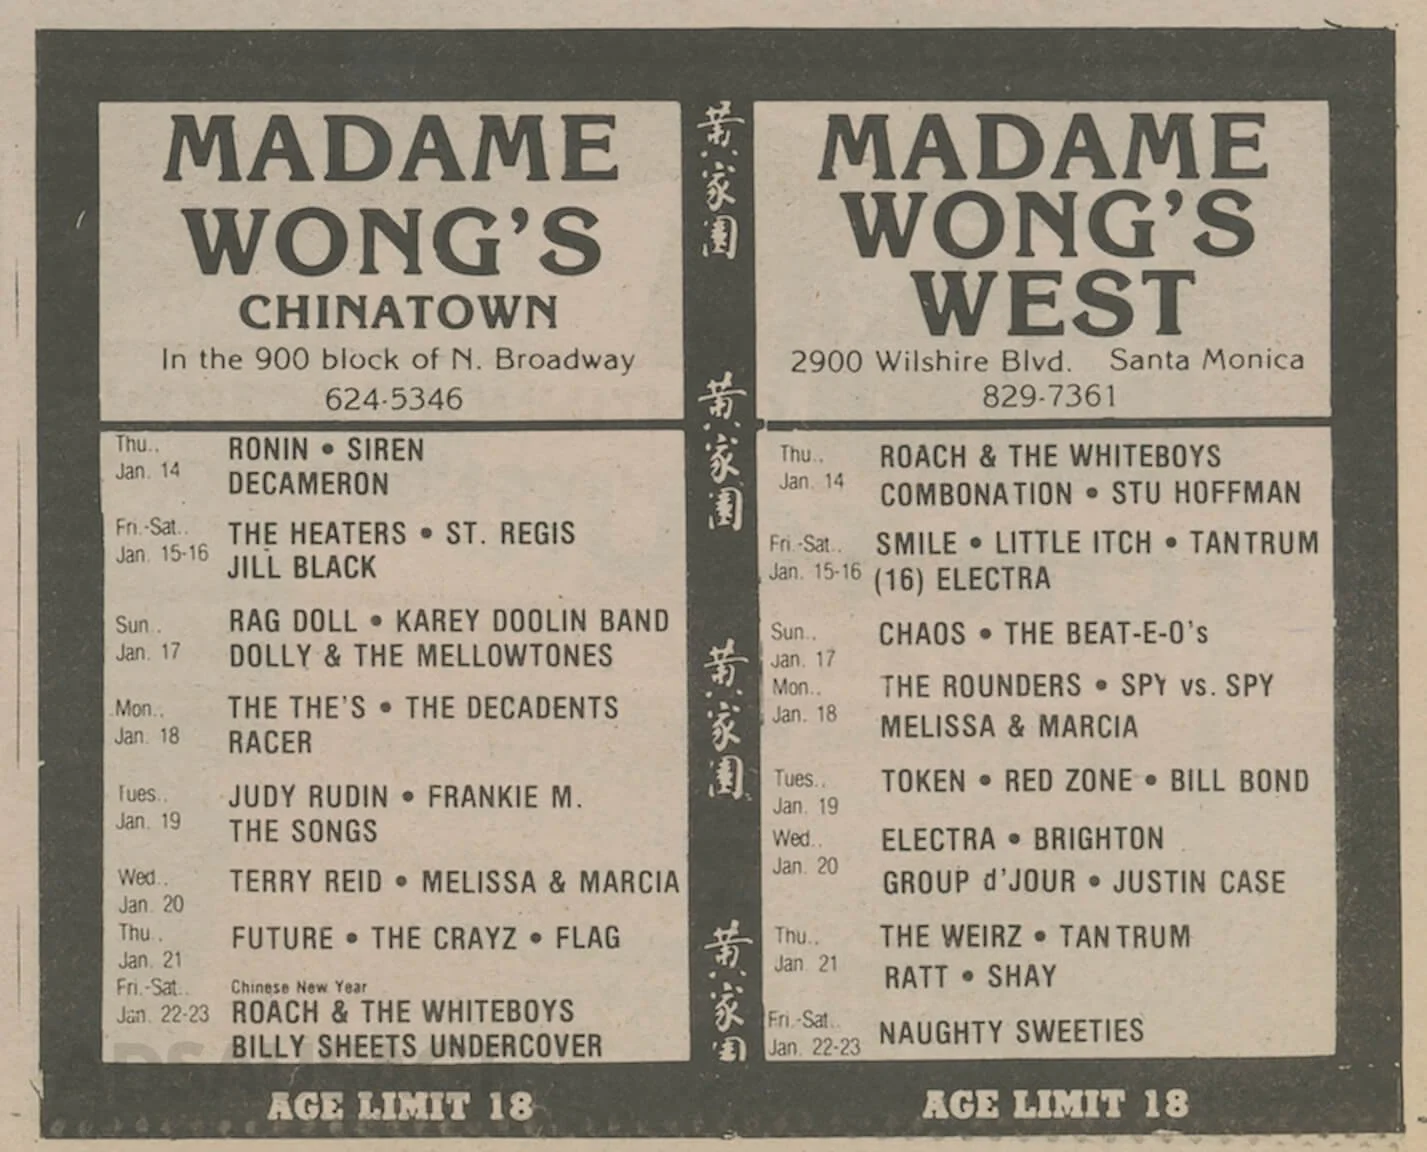 MADAME
WONG'S
CHINATOWN
In the 900 block of N. Broadway
624-5346
Thu.,
Jan. 14
RONIN • SIREN
DECAMERON
Fri.-Sat.,
Jan. 15-16
THE HEATERS • ST. REGIS
JILL BLACK
Sun.,
Jan. 17
RAG DOLL • KAREY DOOLIN BAND
DOLLY & THE MELLOWTONES
Mon.,
Jan. 18
THE THE'S • THE DECADENTS
RACER
Tues.,
Jan. 19
JUDY RUDIN • FRANKIE M.
THE SONGS
Wed.,
Jan. 20
TERRY REID • MELISSA & MARCIA
Thu.,
Jan. 21
FUTURE • THE CRAYZ • FLAG
Fri.-Sat.,
Jan. 22-23
Chinese New Year
ROACH & THE WHITEBOYS
BILLY SHEETS UNDERCOVER
AGE LIMIT 18
黄家園
黄家園
黄家園
黄家園
MADAME
WONG'S
WEST
2900 Wilshire Blvd. Santa Monica
829-7361
Thu.,
Jan. 14
ROACH & THE WHITEBOYS
COMBONATION • STU HOFFMAN
Fri.-Sat.,
Jan. 15-16
SMILE • LITTLE ITCH • TANTRUM
(16) ELECTRA
Sun.,
Jan. 17
CHAOS • THE BEAT-E-O's
Mon.,
Jan. 18
THE ROUNDERS • SPY vs. SPY
MELISSA & MARCIA
Tues.,
Jan. 19
TOKEN • RED ZONE • BILL BOND
Wed.,
Jan. 20
ELECTRA • BRIGHTON
GROUP d'JOUR • JUSTIN CASE
Thu.,
Jan. 21
THE WEIRZ • TANTRUM
RATT • SHAY
Fri.-Sat.,
Jan. 22-23
NAUGHTY SWEETIES
AGE LIMIT 18